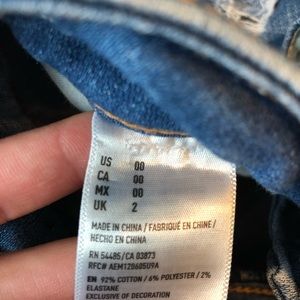 US 00
CA 00
MX 00
UK 2
MADE IN CHINA / FABRIQUÉ EN CHINE /
HECHO EN CHINA
RN 54485/CA 03873
RFC# AEM128605U9A
EN 92% COTTON / 6% POLYESTER / 2%
ELASTANE
EXCLUSIVE OF DECORATION